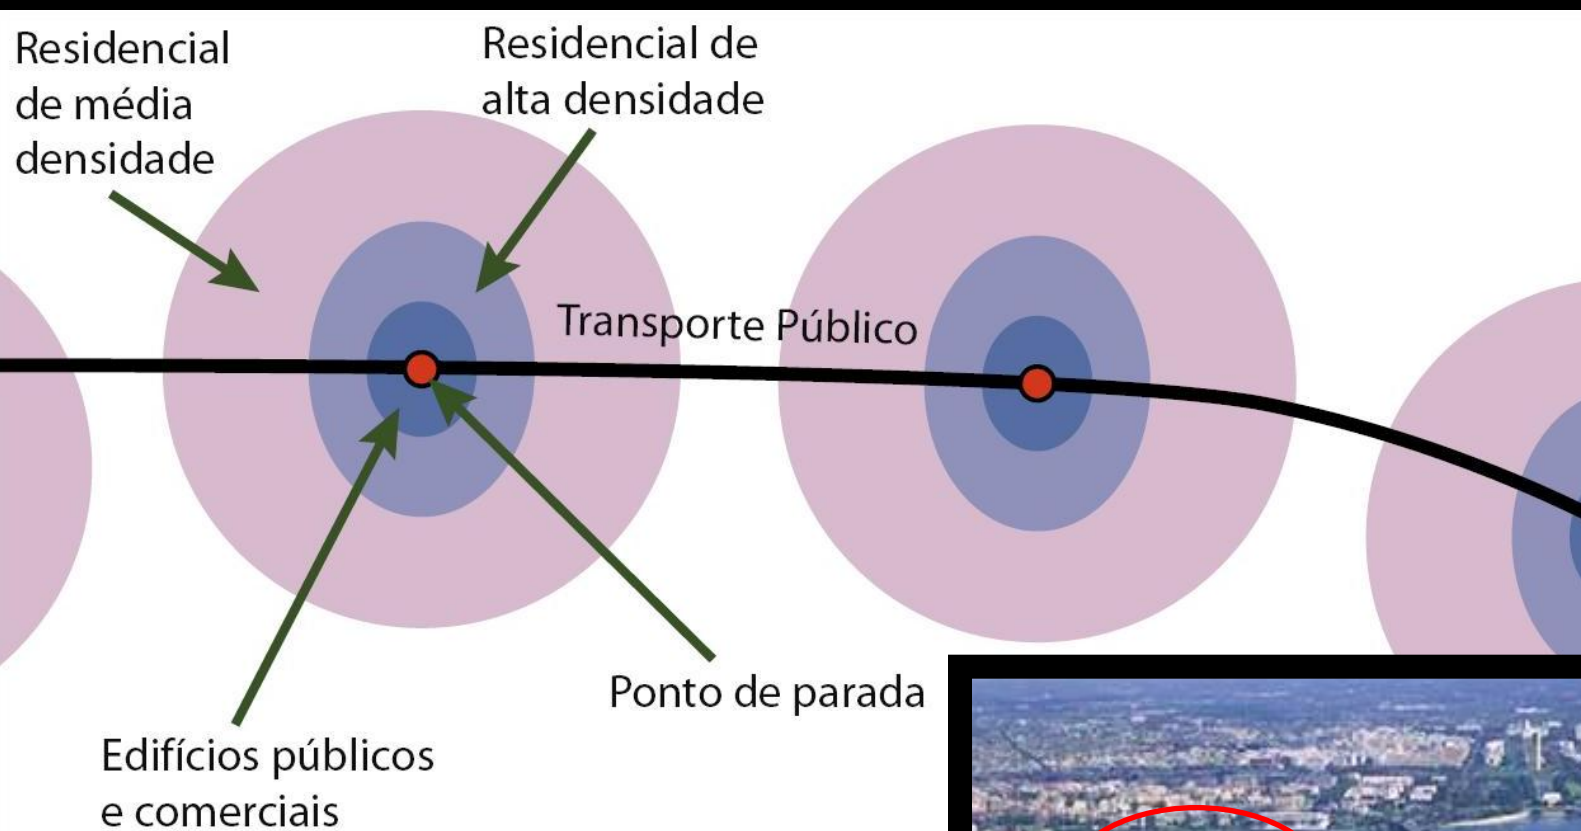 Residencial
de média
densidade
Residencial de
alta densidade
Transporte Público
Ponto de parada
Edifícios públicos
e comerciais